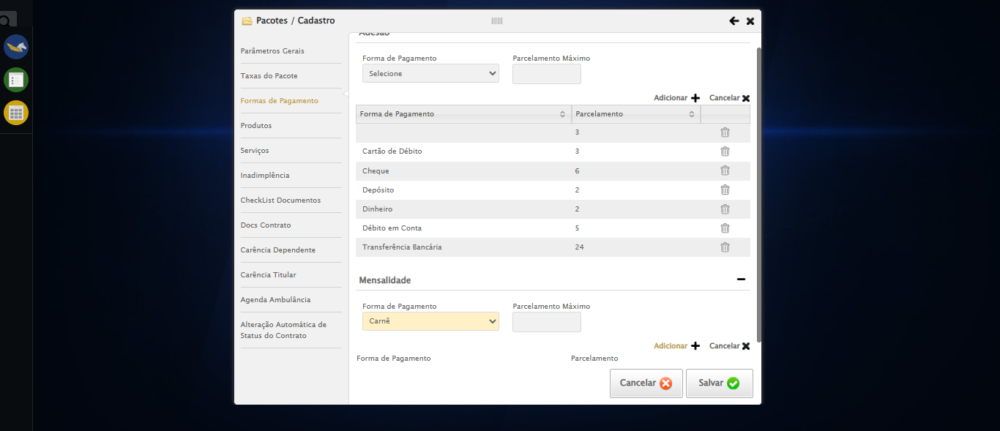 Pacotes / Cadastro
Parâmetros Gerais
Taxas do Pacote
Formas de Pagamento
Produtos
Serviços
Inadimplência
CheckList Documentos
Docs Contrato
Carência Dependente
Carência Titular
Agenda Ambulância
Alteração Automática de
Status do Contrato
Adesão
Forma de Pagamento Parcelamento Máximo
Selecione
Adicionar Cancelar
Forma de Pagamento Parcelamento
3
Cartão de Débito 3
Cheque 6
Depósito 2
Dinheiro 2
Débito em Conta 5
Transferência Bancária 24
Mensalidade
Forma de Pagamento Parcelamento Máximo
Carnê
Adicionar Cancelar
Forma de Pagamento Parcelamento
Cancelar Salvar